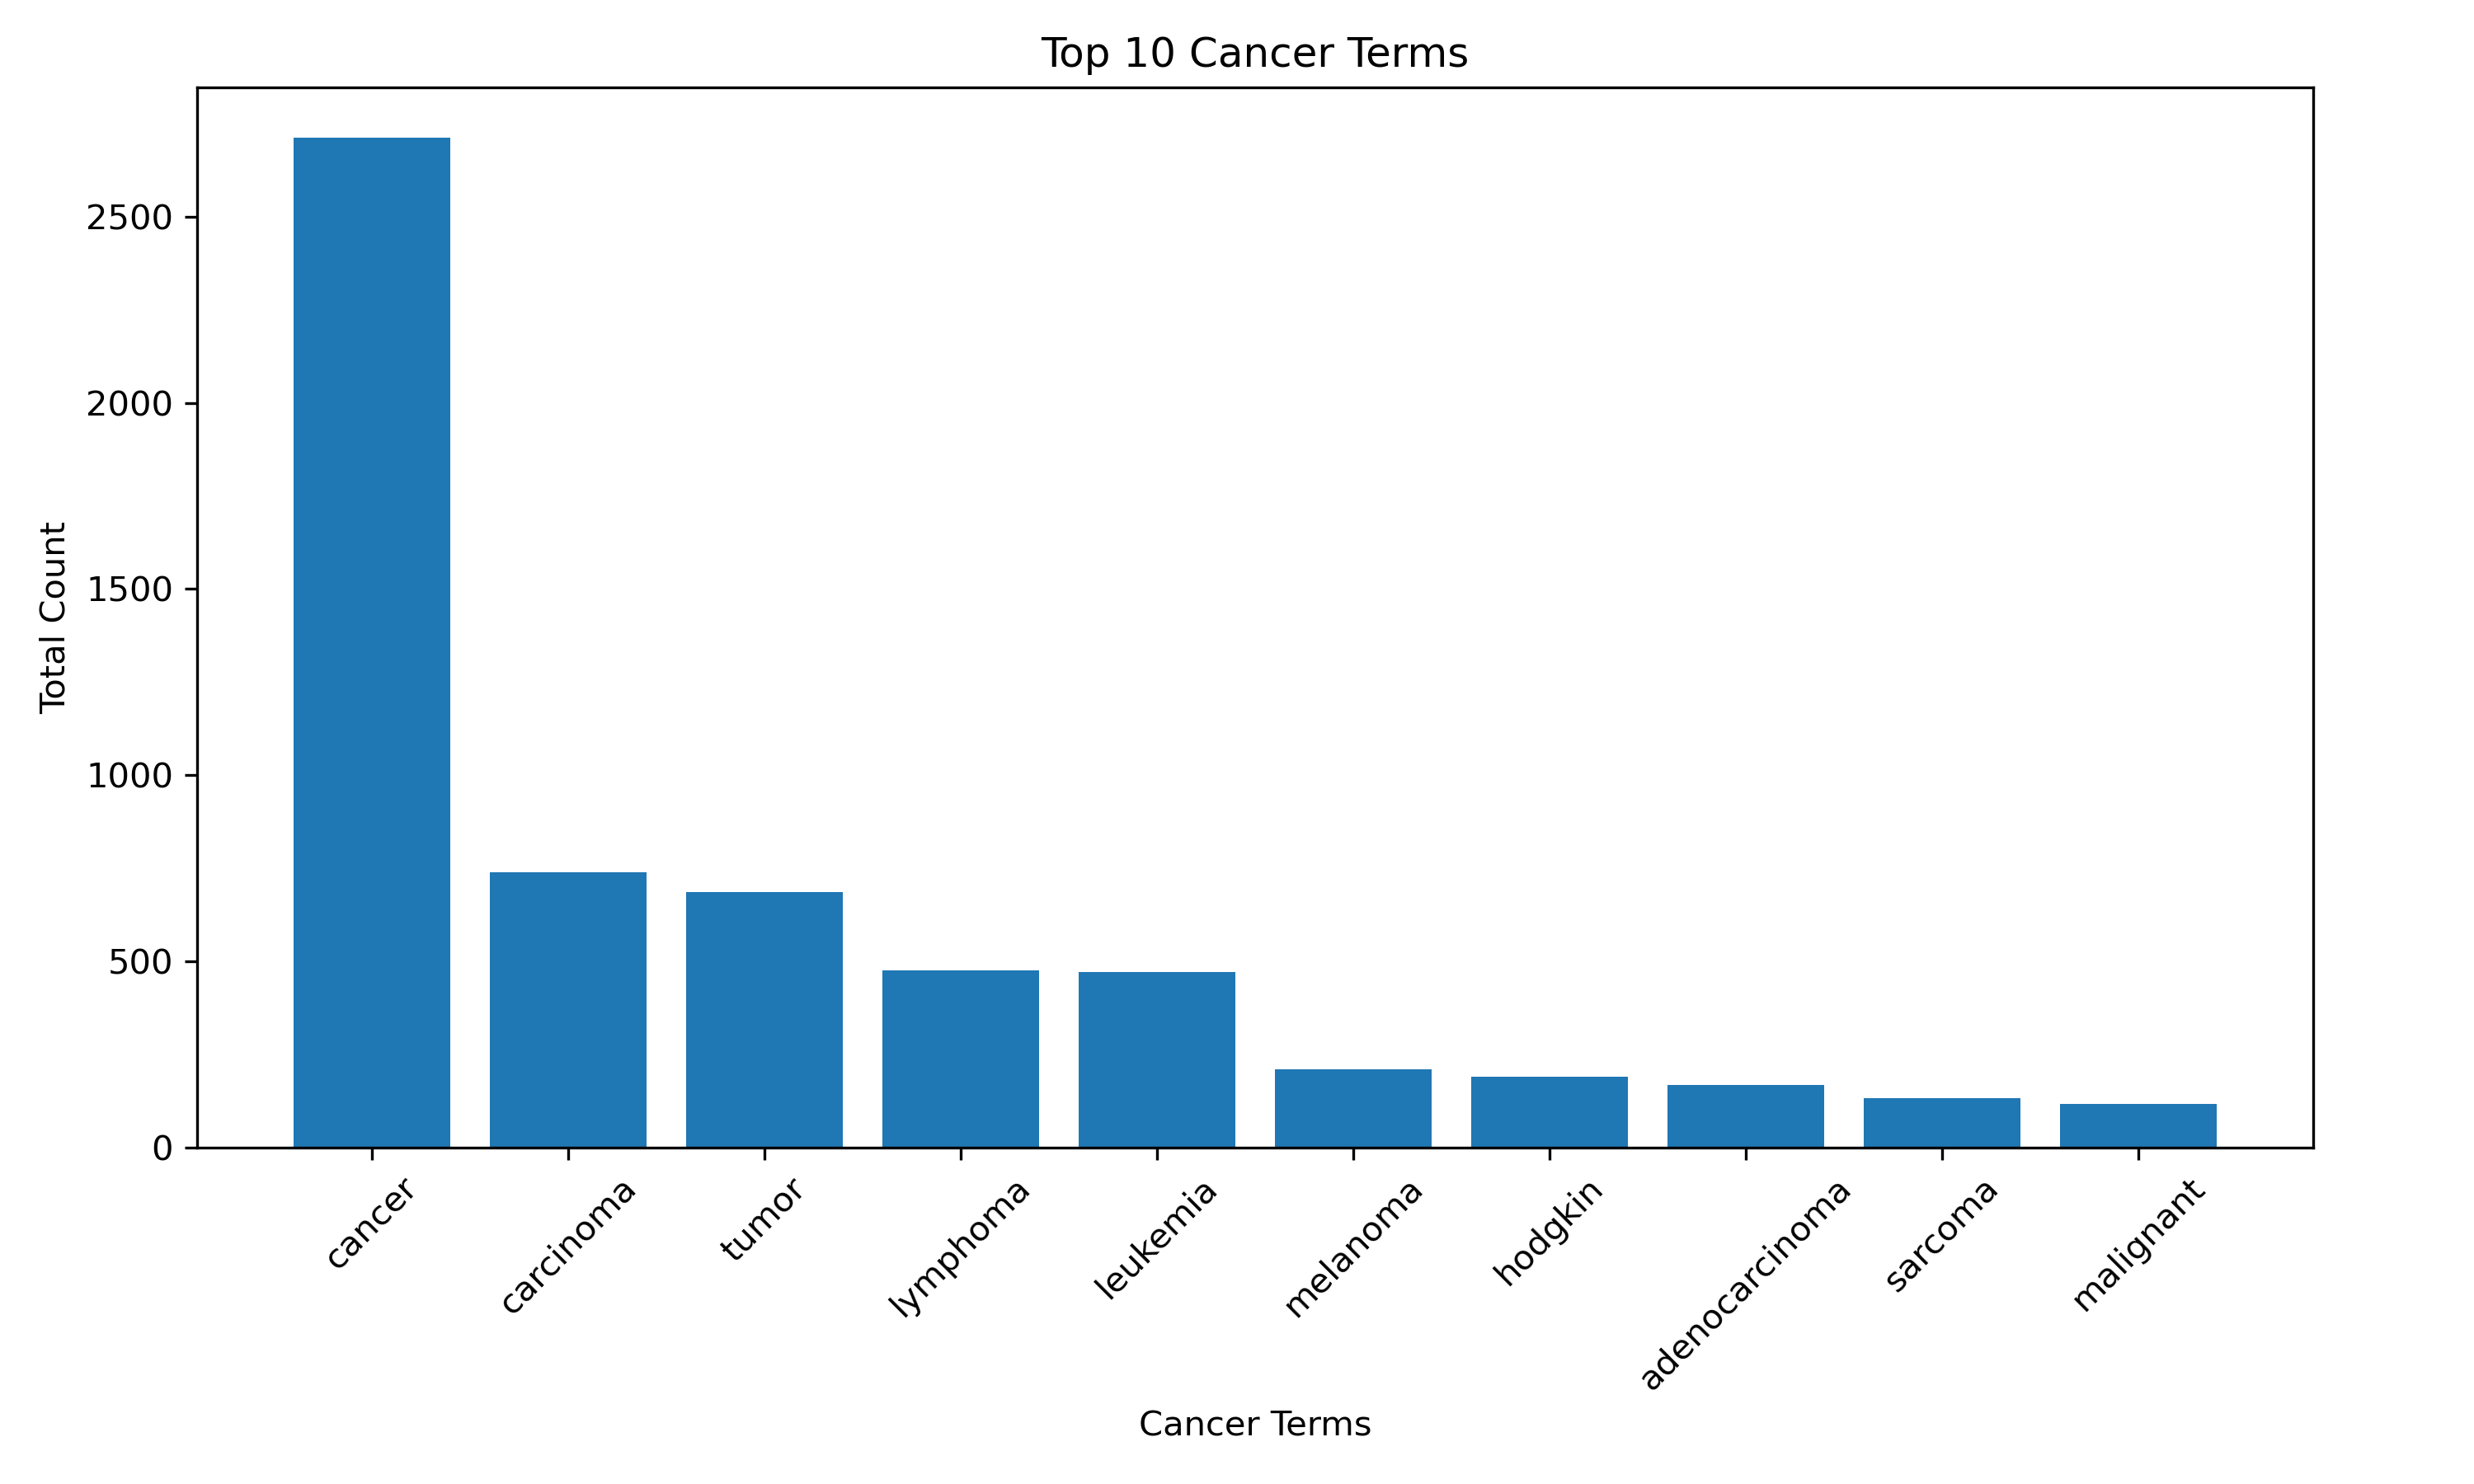 Top 10 Cancer Terms
Total Count
2500
2000
1500
1000
500
0
cancer
carcinoma
tumor
lymphoma
leukemia
melanoma
hodgkin
adenocarcinoma
sarcoma
malignant
Cancer Terms